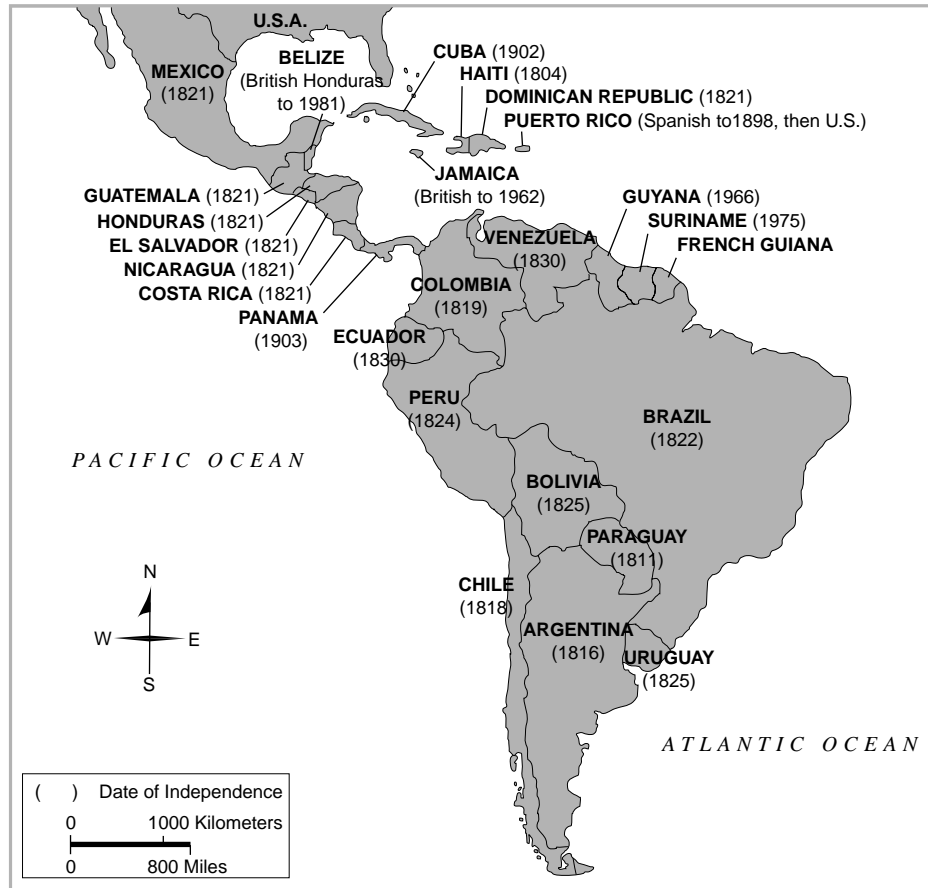 U.S.A.
MEXICO
(1821)
BELIZE
(British Honduras
to 1981)
CUBA (1902)
HAITI (1804)
DOMINICAN REPUBLIC (1821)
PUERTO RICO (Spanish to1898, then U.S.)
JAMAICA
(British to 1962)
GUATEMALA (1821)
HONDURAS (1821)
EL SALVADOR (1821)
NICARAGUA (1821)
COSTA RICA (1821)
PANAMA
(1903)
GUYANA (1966)
SURINAME (1975)
FRENCH GUIANA
VENEZUELA
(1830)
COLOMBIA
(1819)
ECUADOR
(1830)
PERU
(1824)
BRAZIL
(1822)
PACIFIC OCEAN
BOLIVIA
(1825)
PARAGUAY
(1811)
CHILE
(1818)
ARGENTINA
(1816)
URUGUAY
(1825)
N
W E
S
ATLANTIC OCEAN
( ) Date of Independence
0 1000 Kilometers
0 800 Miles